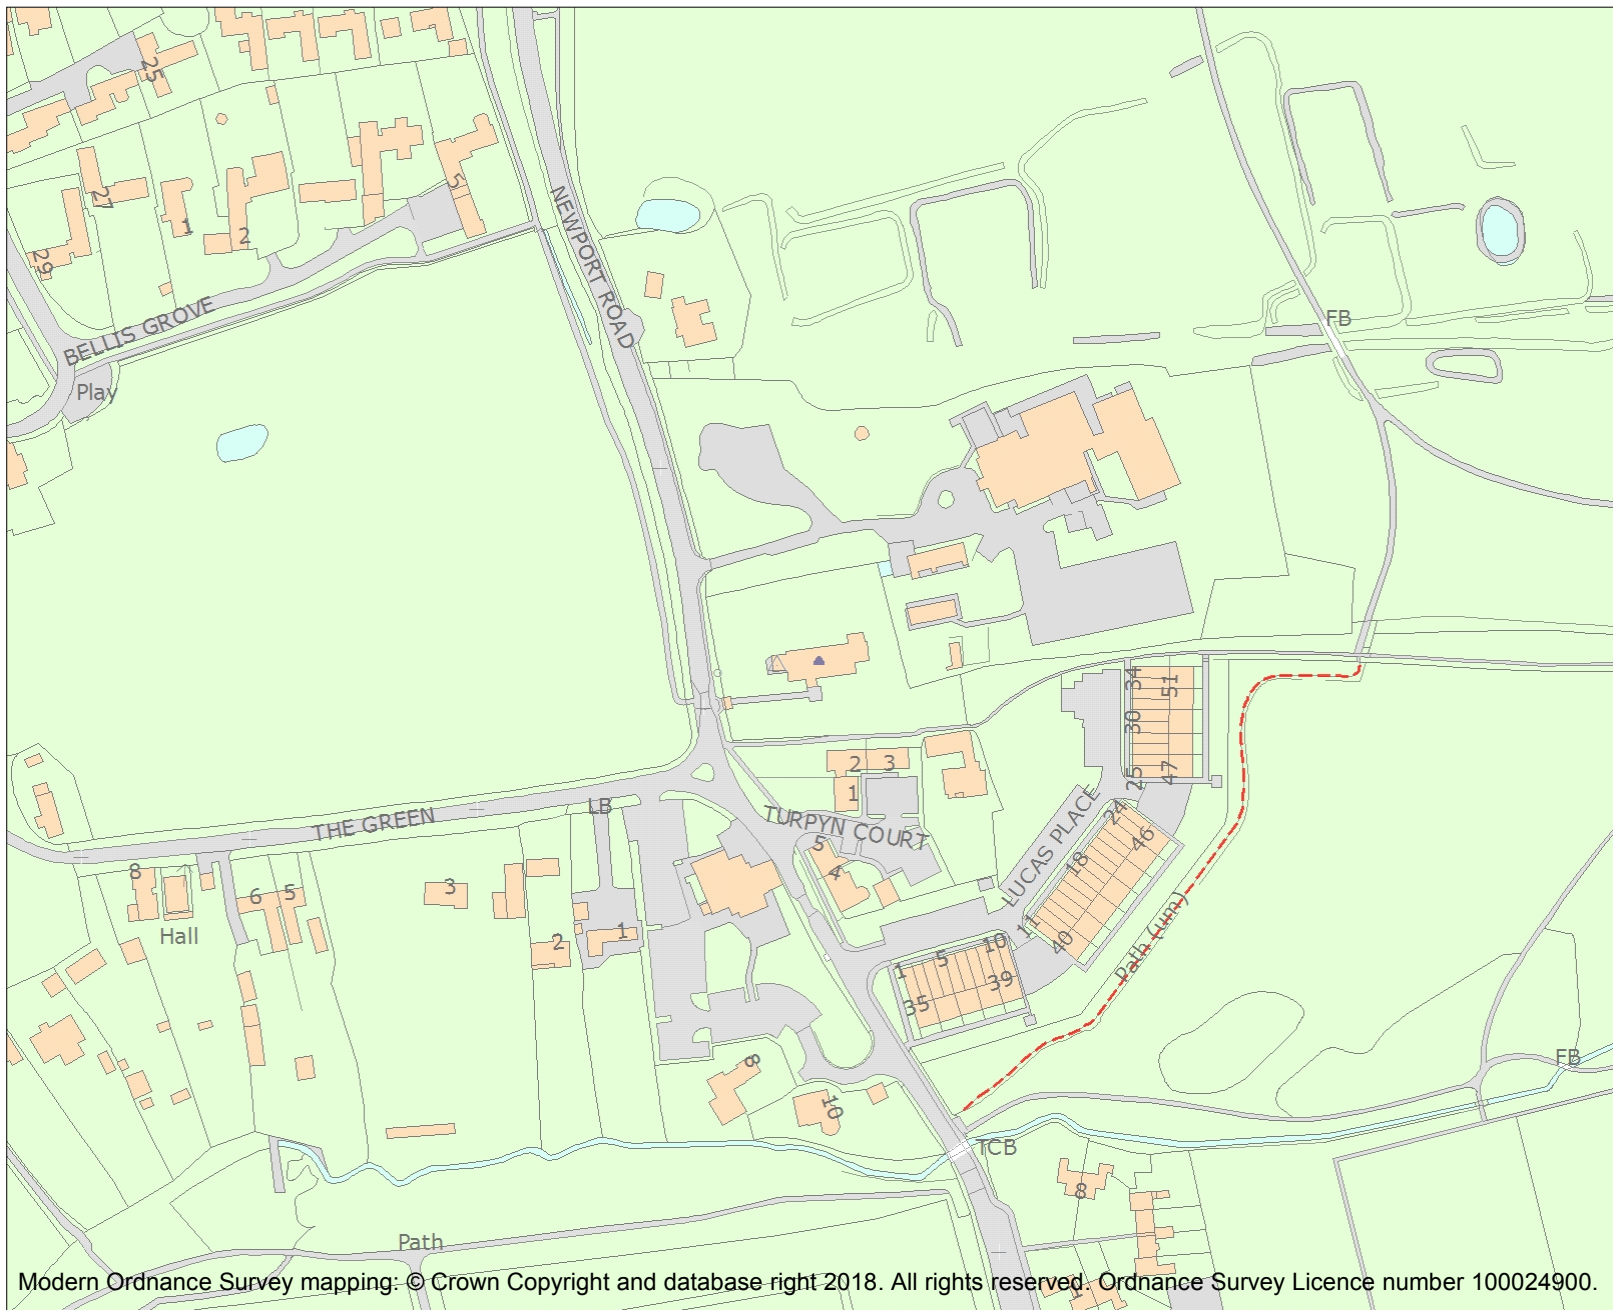 25
5
27
1
2
29
NEWPORT ROAD
BELLIS GROVE
Play
FB
34
51
30
25
47
2
3
1
LB
THE GREEN
TURPYN COURT
LUCAS PLACE
24
46
5
18
4
8
6
5
3
Hall
2
1
11
40
1
5
10
35
39
Path (um)
8
10
FB
TCB
8
Path
1
Modern Ordnance Survey mapping: © Crown Copyright and database right 2018. All rights reserved. Ordnance Survey Licence number 100024900.